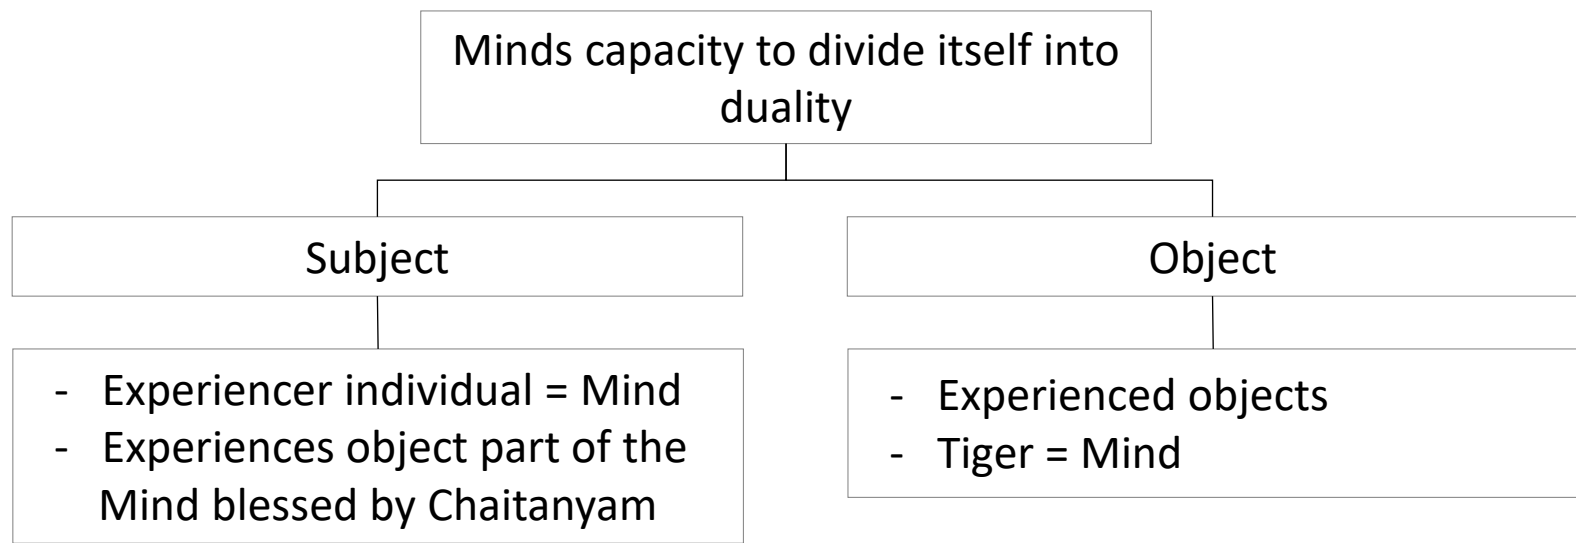 Minds capacity to divide itself into
duality
Subject
Object
- Experiencer individual = Mind
- Experiences object part of the
Mind blessed by Chaitanyam
- Experienced objects
- Tiger = Mind